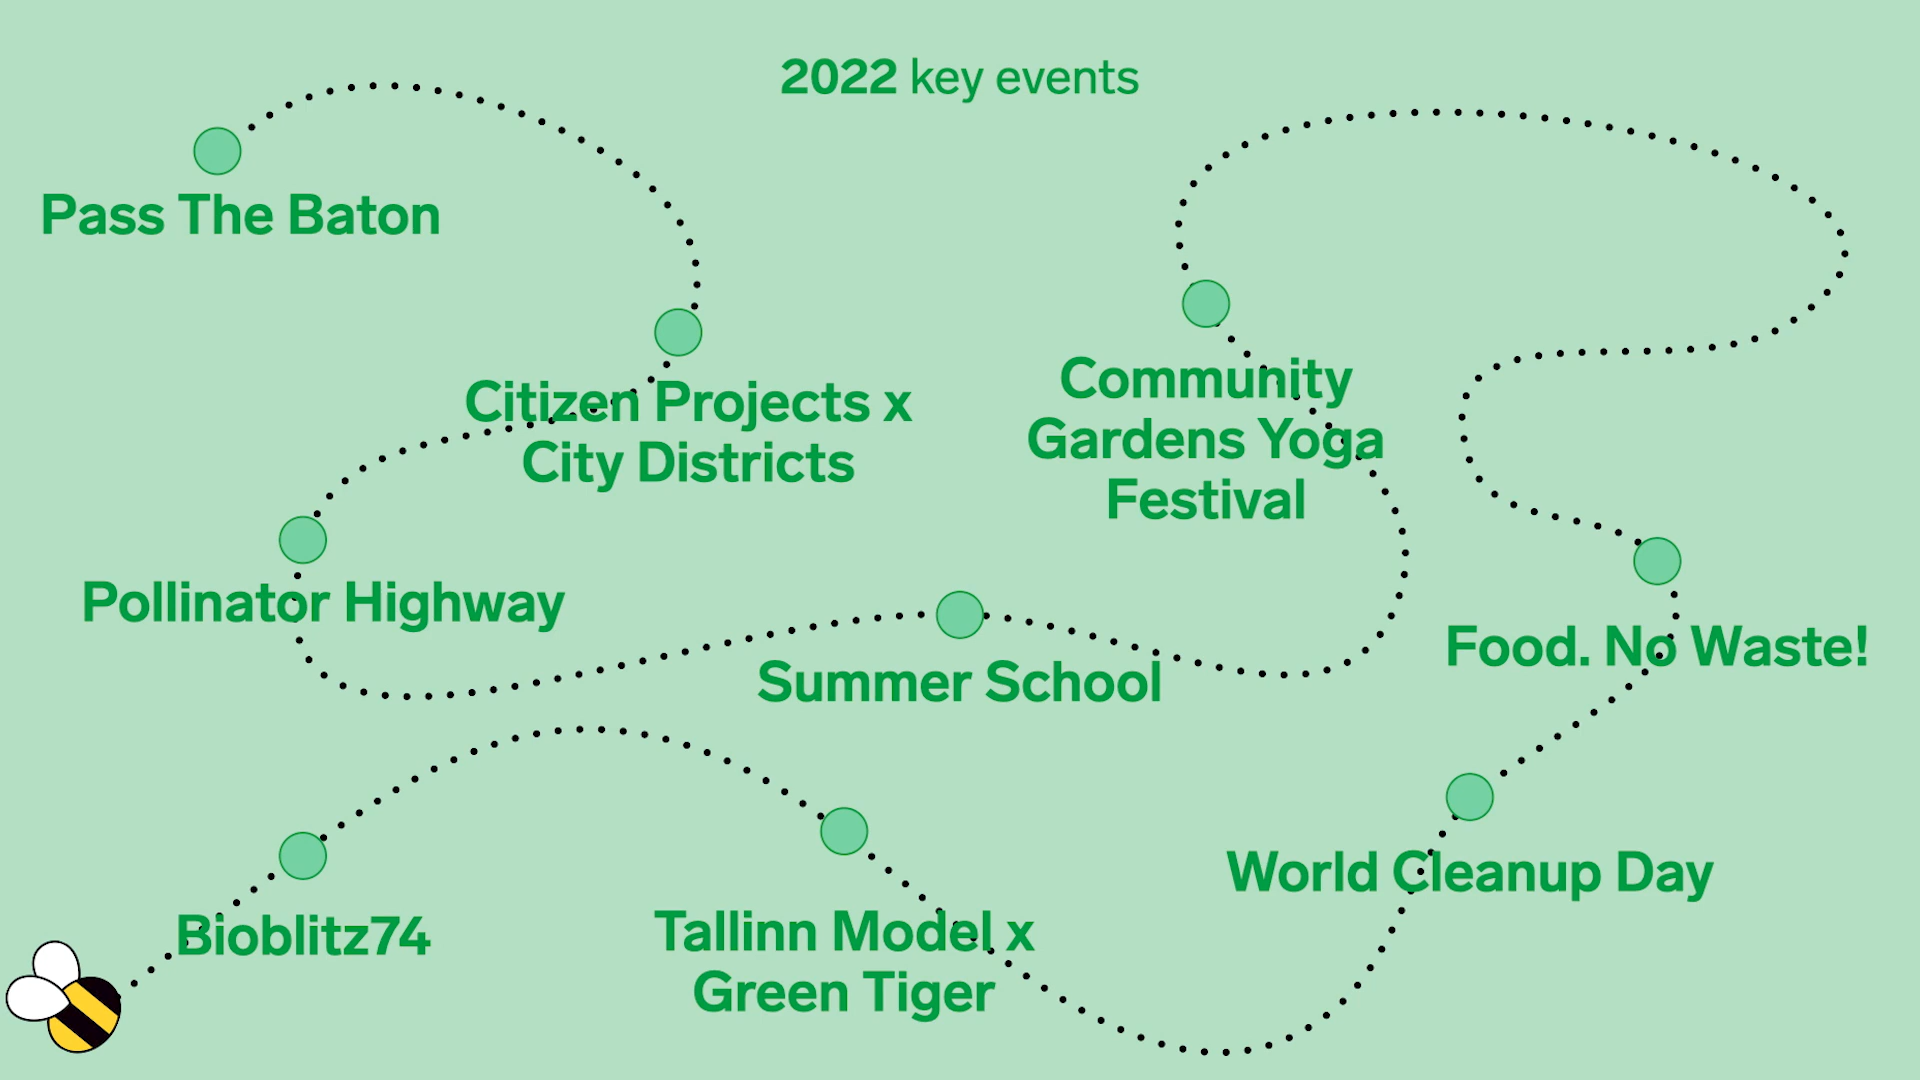 2022 key events
Pass The Baton
Citizen Projects x
City Districts
Pollinator Highway
Summer School
Community
Gardens Yoga
Festival
Food. No Waste!
World Cleanup Day
Tallinn Model x
Green Tiger
Bioblitz74